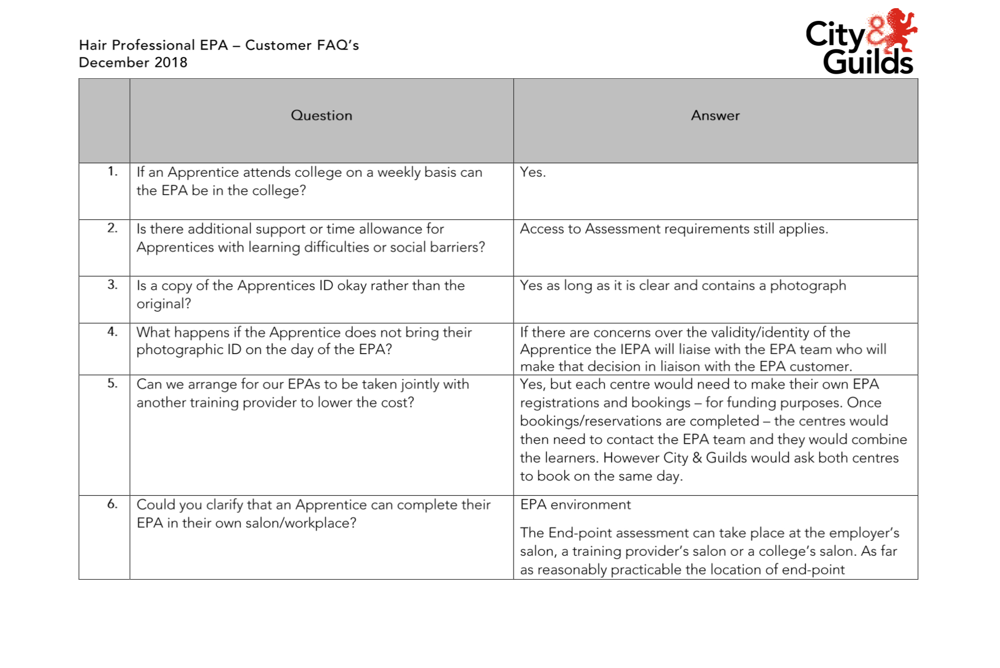 Hair Professional EPA – Customer FAQ’s
December 2018
City &
Guilds
Question
Answer
1.
If an Apprentice attends college on a weekly basis can
the EPA be in the college?
Yes.
2.
Is there additional support or time allowance for
Apprentices with learning difficulties or social barriers?
Access to Assessment requirements still applies.
3.
Is a copy of the Apprentices ID okay rather than the
original?
Yes as long as it is clear and contains a photograph
4.
What happens if the Apprentice does not bring their
photographic ID on the day of the EPA?
If there are concerns over the validity/identity of the
Apprentice the IEPA will liaise with the EPA team who will
make that decision in liaison with the EPA customer.
5.
Can we arrange for our EPAs to be taken jointly with
another training provider to lower the cost?
Yes, but each centre would need to make their own EPA
registrations and bookings – for funding purposes. Once
bookings/reservations are completed – the centres would
then need to contact the EPA team and they would combine
the learners. However City & Guilds would ask both centres
to book on the same day.
6.
Could you clarify that an Apprentice can complete their
EPA in their own salon/workplace?
EPA environment
The End-point assessment can take place at the employer’s
salon, a training provider’s salon or a college’s salon. As far
as reasonably practicable the location of end-point